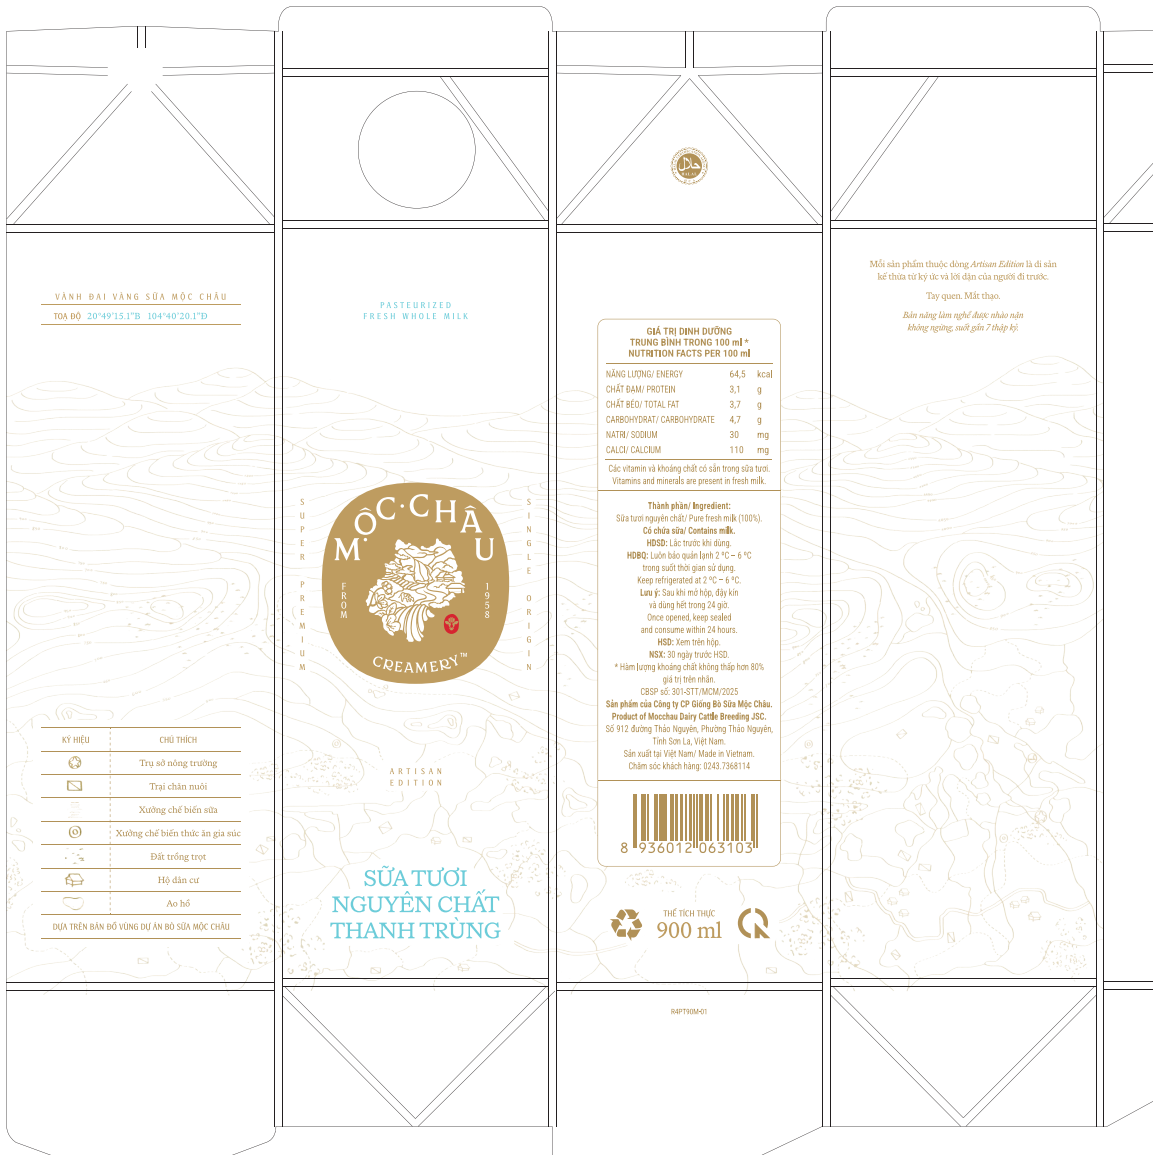 VÀNH ĐAI VÀNG SỮA MỘC CHÂU
TOẠ ĐỘ 20°49'15.1"B 104°40'20.1"Đ
KÝ HIỆU CHÚ THÍCH
Trụ sở nông trường
Trại chăn nuôi
Xưởng chế biến sữa
Xưởng chế biến thức ăn gia súc
Đất trồng trọt
Hộ dân cư
Ao hồ
DỰA TRÊN BẢN ĐỒ VÙNG DỰ ÁN BÒ SỮA MỘC CHÂU
PASTEURIZED
FRESH WHOLE MILK
SUPER PREMIUM
MỘC·CHÂU
FROM
1958
CREAMERY™
SINGLE ORIGIN
ARTISAN
EDITION
SỮA TƯƠI
NGUYÊN CHẤT
THANH TRÙNG
حلال
HALAL
GIÁ TRỊ DINH DƯỠNG
TRUNG BÌNH TRONG 100 ml *
NUTRITION FACTS PER 100 ml
NĂNG LƯỢNG/ ENERGY 64,5 kcal
CHẤT ĐẠM/ PROTEIN 3,1 g
CHẤT BÉO/ TOTAL FAT 3,7 g
CARBOHYDRAT/ CARBOHYDRATE 4,7 g
NATRI/ SODIUM 30 mg
CALCI/ CALCIUM 110 mg
Các vitamin và khoáng chất có sẵn trong sữa tươi.
Vitamins and minerals are present in fresh milk.
Thành phần/ Ingredient:
Sữa tươi nguyên chất/ Pure fresh milk (100%).
Có chứa sữa/ Contains milk.
HDSD: Lắc trước khi dùng.
HDBQ: Luôn bảo quản lạnh 2 ºC – 6 ºC
trong suốt thời gian sử dụng.
Keep refrigerated at 2 ºC – 6 ºC.
Lưu ý: Sau khi mở hộp, đậy kín
và dùng hết trong 24 giờ.
Once opened, keep sealed
and consume within 24 hours.
HSD: Xem trên hộp.
NSX: 30 ngày trước HSD.
* Hàm lượng khoáng chất không thấp hơn 80%
giá trị trên nhãn.
CBSP số: 301-STT/MCM/2025
Sản phẩm của Công ty CP Giống Bò Sữa Mộc Châu.
Product of Mocchau Dairy Cattle Breeding JSC.
Số 912 đường Thảo Nguyên, Phường Thảo Nguyên,
Tỉnh Sơn La, Việt Nam.
Sản xuất tại Việt Nam/ Made in Vietnam.
Chăm sóc khách hàng: 0243.7368114
8 936012 063103
THỂ TÍCH THỰC
900 ml
R4PT90M-01
Mỗi sản phẩm thuộc dòng Artisan Edition là di sản
kế thừa từ ký ức và lời dặn của người đi trước.
Tay quen. Mắt thạo.
Bản năng làm nghề được nhào nặn
không ngừng, suốt gần 7 thập kỷ.